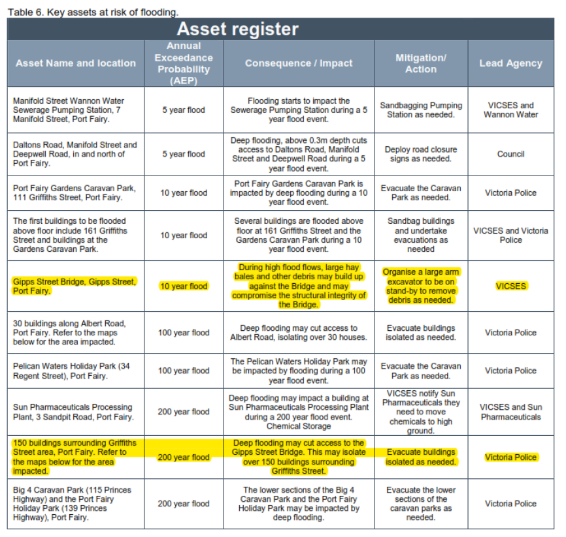 Table 6. Key assets at risk of flooding.
Asset register
Asset Name and location
Annual
Exceedance
Probability
(AEP)
Consequence / Impact
Mitigation/
Action
Lead Agency
Manifold Street Wannon Water
Sewerage Pumping Station, 7
Manifold Street, Port Fairy.
5 year flood
Flooding starts to impact the
Sewerage Pumping Station during a 5
year flood event.
Sandbagging Pumping
Station as needed.
VICSES and
Wannon Water
Daltons Road, Manifold Street and
Deepwell Road, in and north of
Port Fairy.
5 year flood
Deep flooding, above 0.3m depth cuts
access to Daltons Road, Manifold
Street and Deepwell Road during a 5
year flood event.
Deploy road closure
signs as needed.
Council
Port Fairy Gardens Caravan Park,
111 Griffiths Street, Port Fairy.
10 year flood
Port Fairy Gardens Caravan Park is
impacted by deep flooding during a 10
year flood event.
Evacuate the Caravan
Park as needed.
Victoria Police
The first buildings to be flooded
above floor include 161 Griffiths
Street and buildings at the
Gardens Caravan Park.
10 year flood
Several buildings are flooded above
floor at 161 Griffiths Street and the
Gardens Caravan Park during a 10
year flood event.
Sandbag buildings
and undertake
evacuations as
needed
VICSES and Victoria
Police
Gipps Street Bridge, Gipps Street,
Port Fairy.
10 year flood
During high flood flows, large hay
bales and other debris may build up
against the Bridge and may
compromise the structural integrity of
the Bridge.
Organise a large arm
excavator to be on
stand-by to remove
debris as needed.
VICSES
30 buildings along Albert Road,
Port Fairy. Refer to the maps
below for the area impacted.
100 year flood
Deep flooding may cut access to
Albert Road, isolating over 30 houses.
Evacuate buildings
isolated as needed.
Victoria Police
Pelican Waters Holiday Park (34
Regent Street), Port Fairy.
100 year flood
The Pelican Waters Holiday Park may
be impacted by flooding during a 100
year flood event.
Evacuate the Caravan
Park as needed.
Victoria Police
Sun Pharmaceuticals Processing
Plant, 3 Sandpit Road, Port Fairy.
200 year flood
Deep flooding may impact a building at
Sun Pharmaceuticals Processing Plant
during a 200 year flood event.
Chemical Storage
VICSES notify Sun
Pharmaceuticals they
need to move
chemicals to high
ground.
VICSES and Sun
Pharmaceuticals
150 buildings surrounding Griffiths
Street area, Port Fairy. Refer to
the maps below for the area
impacted.
200 year flood
Deep flooding may cut access to the
Gipps Street Bridge. This may isolate
over 150 buildings surrounding
Griffiths Street.
Evacuate buildings
isolated as needed.
Victoria Police
Big 4 Caravan Park (115 Princes
Highway) and the Port Fairy
Holiday Park (139 Princes
Highway), Port Fairy.
200 year flood
The lower sections of the Big 4
Caravan Park and the Port Fairy
Holiday Park may be impacted by
deep flooding.
Evacuate the lower
sections of the
caravan parks as
needed.
Victoria Police